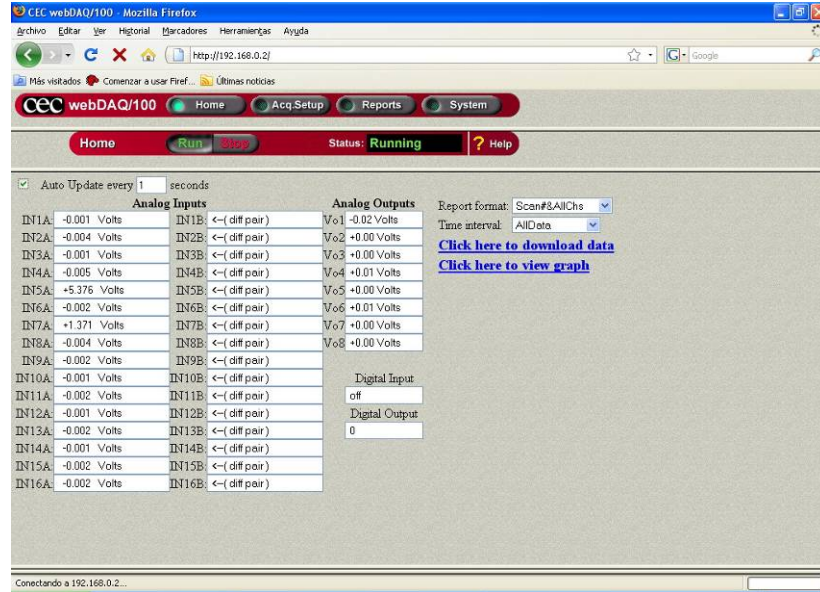 CEC webDAQ/100 - Mozilla Firefox
Archivo Editar Ver Historial Marcadores Herramientas Ayuda
http://192.168.0.2/
G Google
Más visitados Comenzar a usar Firef... Últimas noticias
CEC webDAQ/100 Home Acq.Setup Reports System
Home Run Stop Status: Running ? Help
Auto Update every 1 seconds
Analog Inputs Analog Outputs Report format: Scan#&AllChs
IN1A: -0.001 Volts IN1B: <--( diff pair ) Vo1 -0.02 Volts
Time interval: AllData
IN2A: -0.004 Volts IN2B: <--( diff pair ) Vo2 +0.00 Volts
Click here to download data
IN3A: -0.001 Volts IN3B: <--( diff pair ) Vo3 +0.00 Volts
Click here to view graph
IN4A: -0.005 Volts IN4B: <--( diff pair ) Vo4 +0.01 Volts
IN5A: +5.376 Volts IN5B: <--( diff pair ) Vo5 +0.00 Volts
IN6A: -0.002 Volts IN6B: <--( diff pair ) Vo6 +0.01 Volts
IN7A: +1.371 Volts IN7B: <--( diff pair ) Vo7 +0.00 Volts
IN8A: -0.004 Volts IN8B: <--( diff pair ) Vo8 +0.00 Volts
IN9A: -0.002 Volts IN9B: <--( diff pair )
IN10A: -0.001 Volts IN10B: <--( diff pair ) Digital Input
IN11A: -0.002 Volts IN11B: <--( diff pair ) off
IN12A: -0.001 Volts IN12B: <--( diff pair ) Digital Output
IN13A: -0.002 Volts IN13B: <--( diff pair ) 0
IN14A: -0.001 Volts IN14B: <--( diff pair )
IN15A: -0.002 Volts IN15B: <--( diff pair )
IN16A: -0.002 Volts IN16B: <--( diff pair )
Conectando a 192.168.0.2...